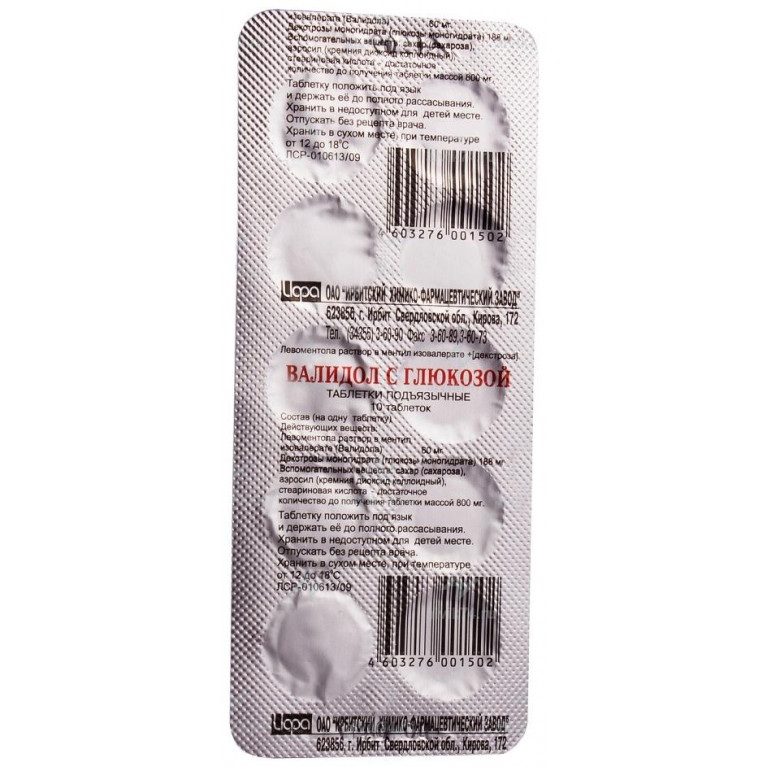 изовалерате (Валидола) 60 мг.
Декстрозы моногидрата (глюкозы моногидрата) 188 мг
Вспомогательных веществ: сахар (сахароза),
аэросил (кремния диоксид коллоидный),
стеариновая кислота - достаточное
количество до получения таблетки массой 800 мг.
Таблетку положить под язык
и держать её до полного рассасывания.
Хранить в недоступном для детей месте.
Отпускать без рецепта врача.
Хранить в сухом месте, при температуре
от 12 до 18°C
ЛСР-010613/09
4 603276 001502
Исфа ОАО "ИРБИТСКИЙ ХИМИКО-ФАРМАЦЕВТИЧЕСКИЙ ЗАВОД"
623856, г. Ирбит Свердловской обл., Кирова, 172
Тел. (34355) 3-60-90 Факс 3-60-89,3-60-73
Левоментола раствор в ментил изовалерате +[декстроза]
ВАЛИДОЛ С ГЛЮКОЗОЙ
ТАБЛЕТКИ ПОДЪЯЗЫЧНЫЕ
10 таблеток
Состав (на одну таблетку)
Действующих веществ:
Левоментола раствор в ментил
изовалерате (Валидола) 60 мг.
Декстрозы моногидрата (глюкозы моногидрата) 188 мг
Вспомогательных веществ: сахар (сахароза),
аэросил (кремния диоксид коллоидный),
стеариновая кислота - достаточное
количество до получения таблетки массой 800 мг.
Таблетку положить под язык
и держать её до полного рассасывания.
Хранить в недоступном для детей месте.
Отпускать без рецепта врача.
Хранить в сухом месте, при температуре
от 12 до 18°C
ЛСР-010613/09
4 603276 001502
Исфа ОАО "ИРБИТСКИЙ ХИМИКО-ФАРМАЦЕВТИЧЕСКИЙ ЗАВОД"
623856, г. Ирбит Свердловской обл., Кирова, 172